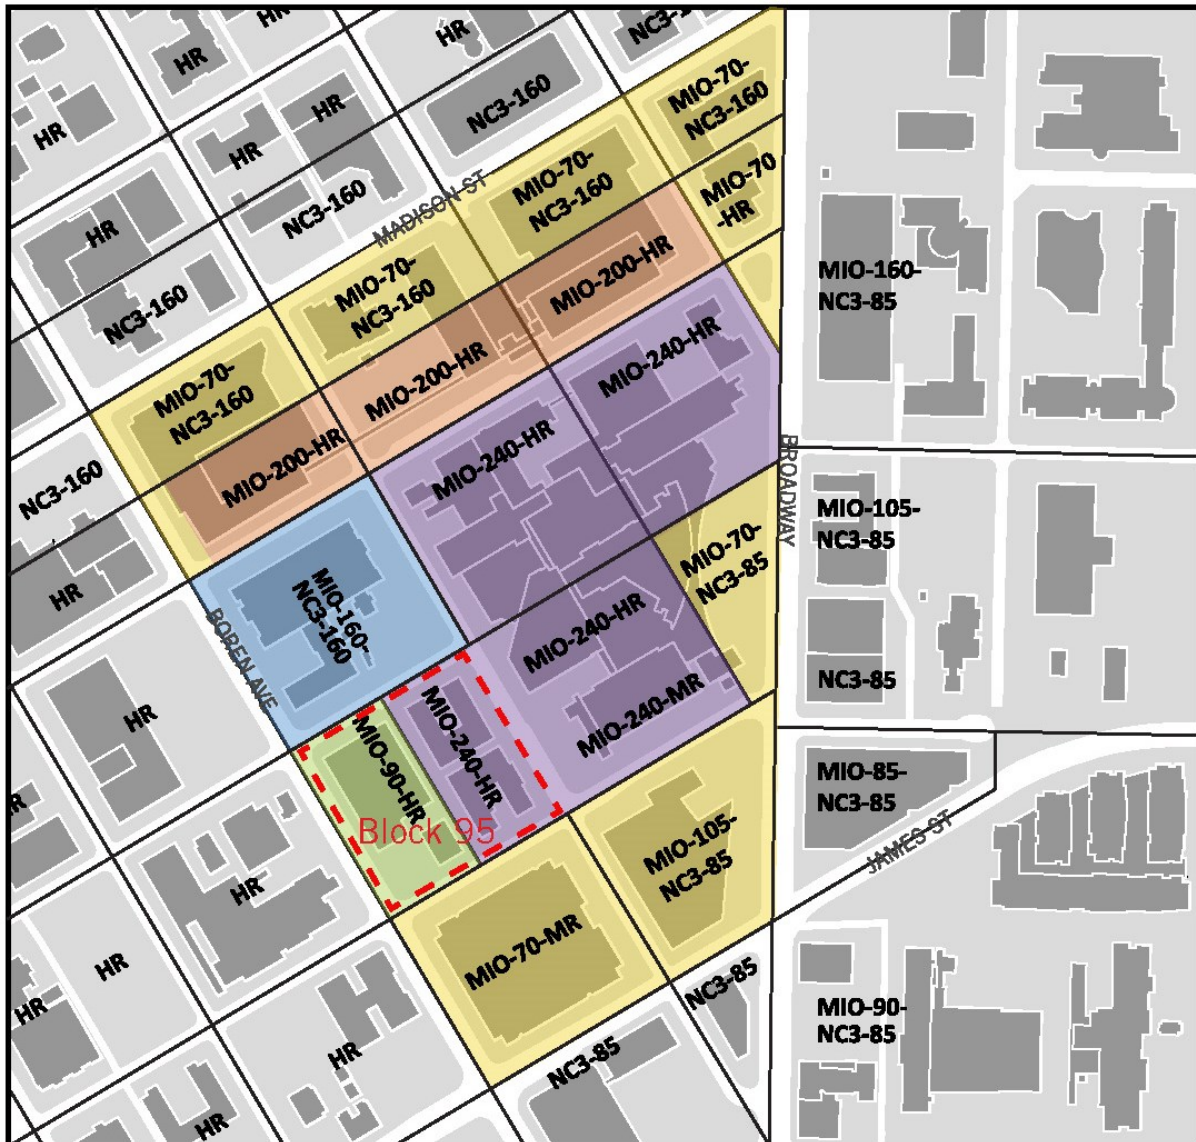 HR
HR
NC3-1
HR
HR
NC3-160
MIO-70-
NC3-160
HR
HR
NC3-160
MADISON ST
MIO-70-
NC3-160
MIO-70
-HR
HR
NC3-160
MIO-70-
NC3-160
MIO-200-HR
MIO-160-
NC3-85
MIO-70-
NC3-160
MIO-200-HR
MIO-240-HR
NC3-160
MIO-200-HR
MIO-240-HR
BROADWAY
MIO-105-
NC3-85
HR
MIO-160-
NC3-160
MIO-70-
NC3-85
BOREN AVE
MIO-240-HR
NC3-85
HR
MIO-90-HR
MIO-240-HR
MIO-240-MR
HR
Block 95
MIO-85-
NC3-85
JAMES ST
HR
MIO-105-
NC3-85
HR
MIO-70-MR
HR
NC3-85
MIO-90-
NC3-85
HR
NC3-85
HR